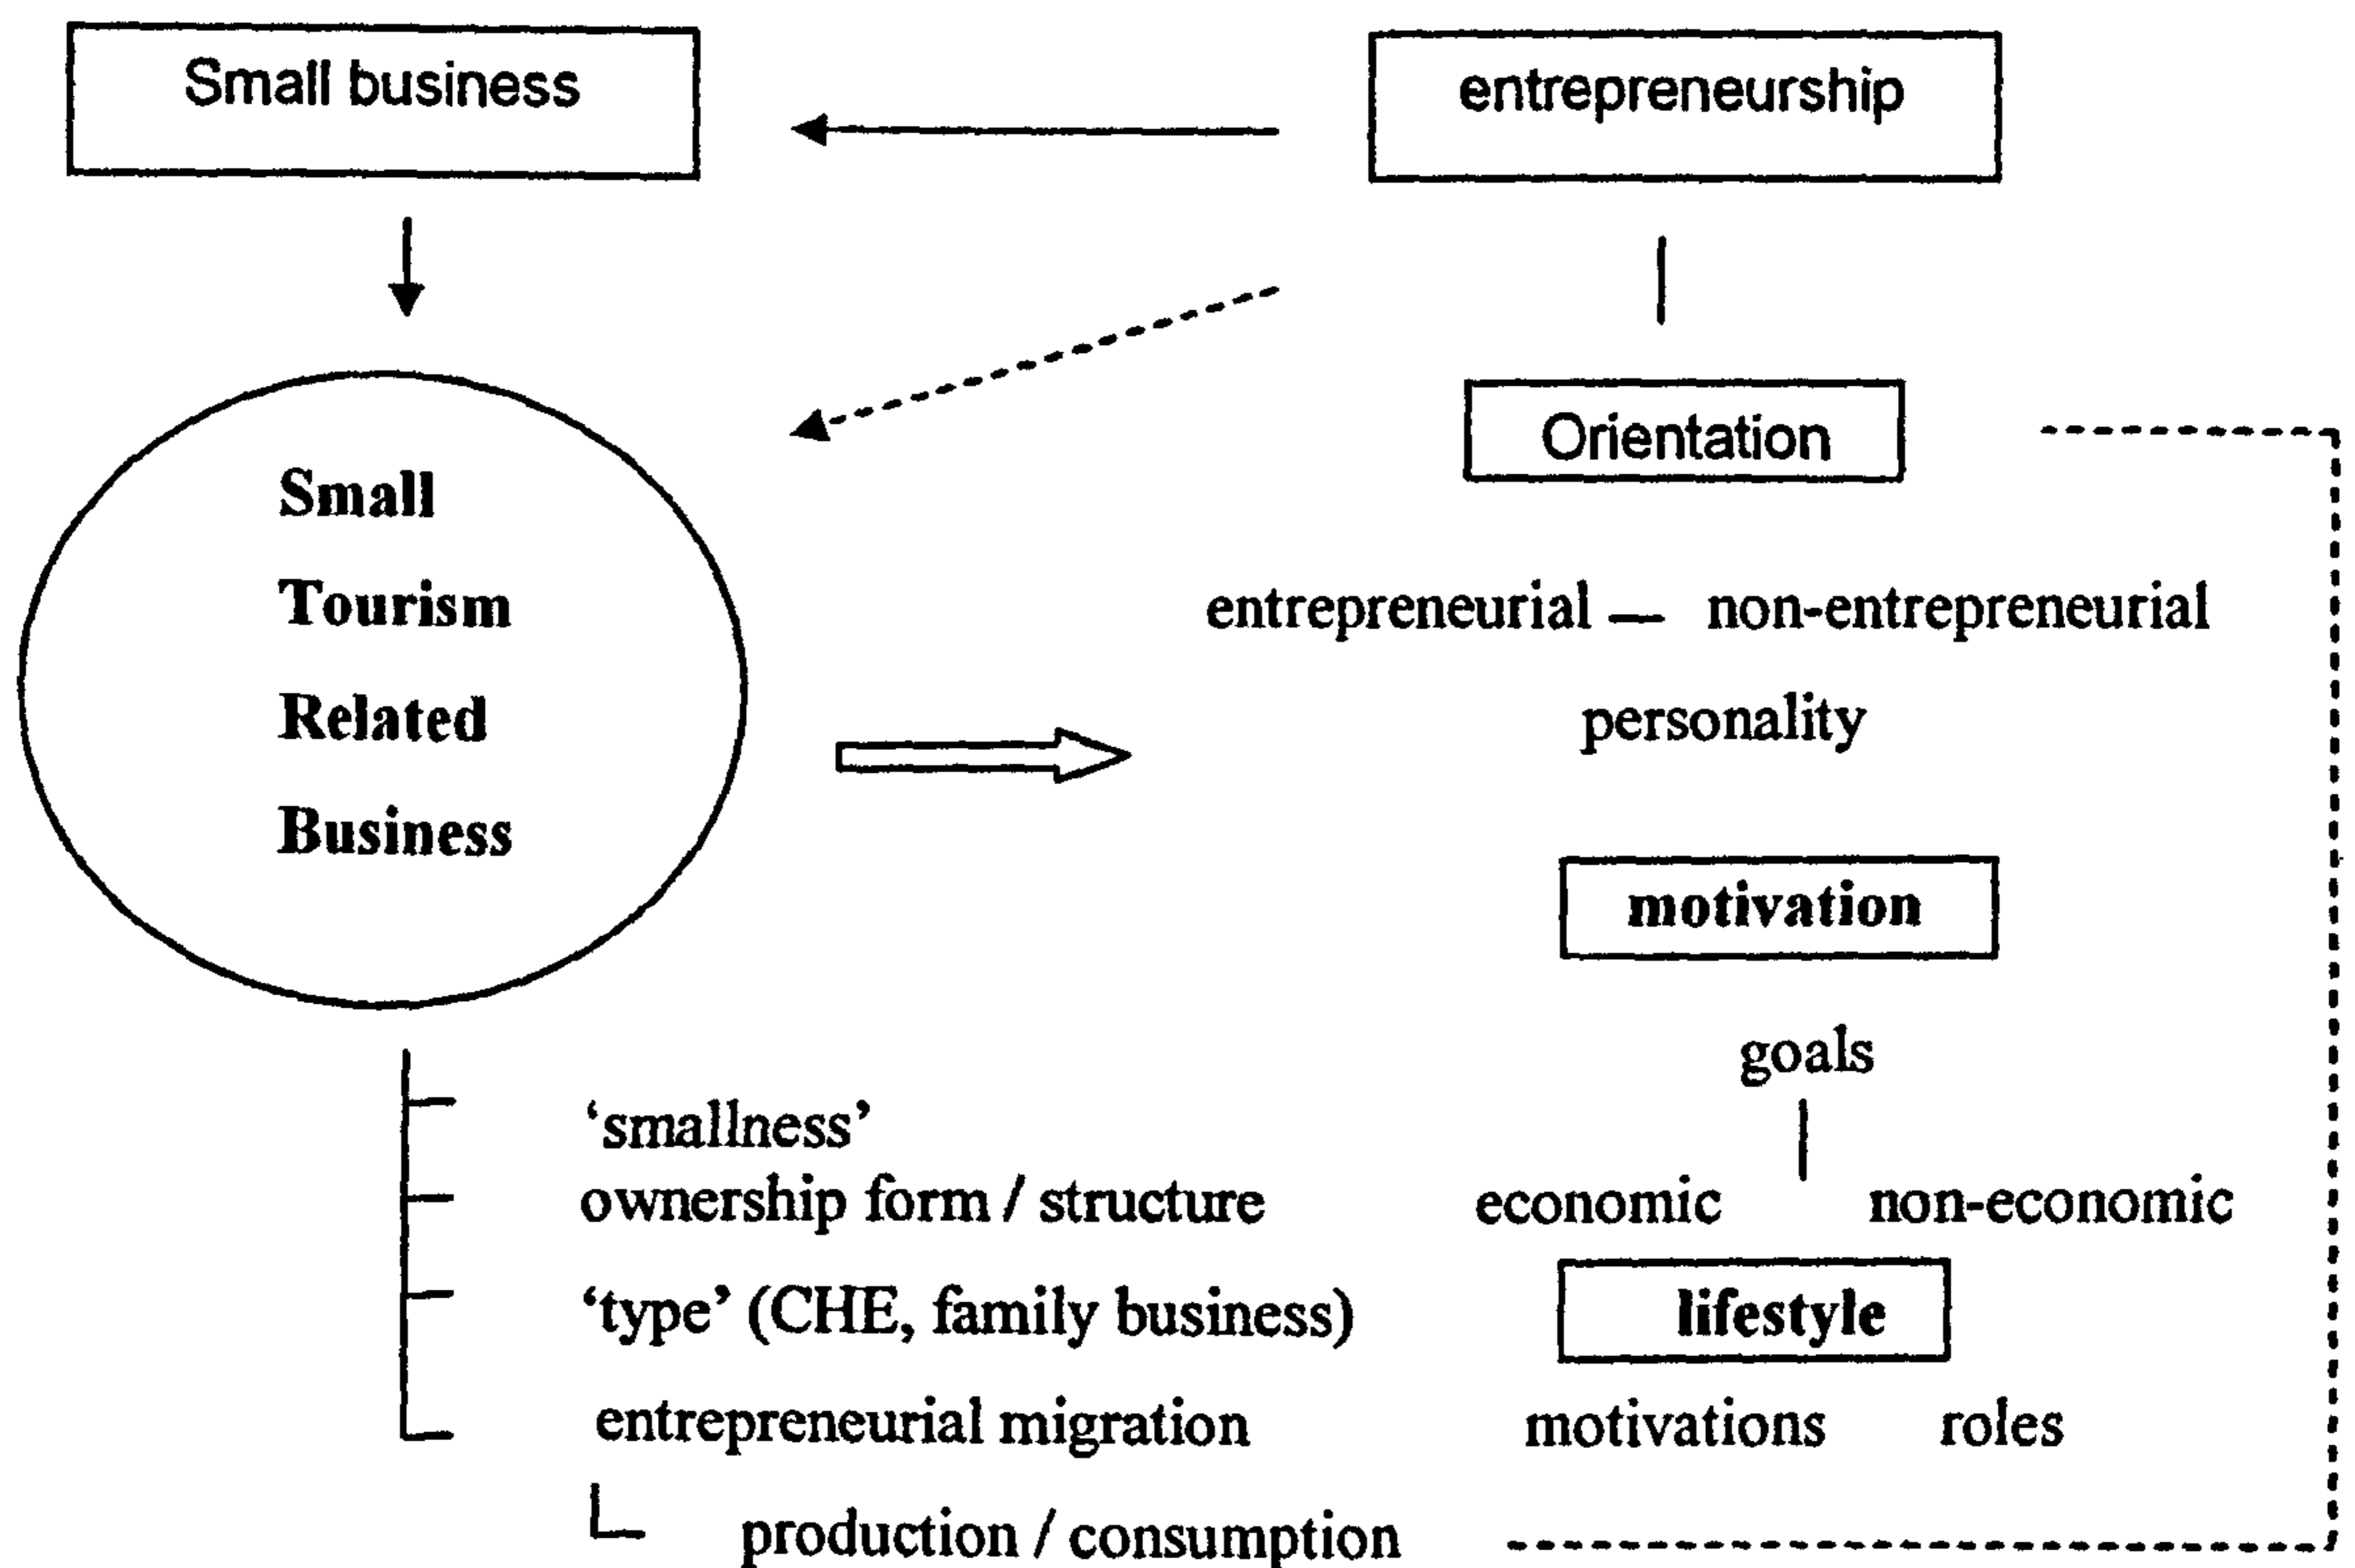 Small business
entrepreneurship
Orientation
Small
Tourism
Related
Business
entrepreneurial — non-entrepreneurial
personality
motivation
goals
‘smallness’
ownership form / structure
economic non-economic
‘type’ (CHE, family business)
lifestyle
entrepreneurial migration
motivations roles
production / consumption